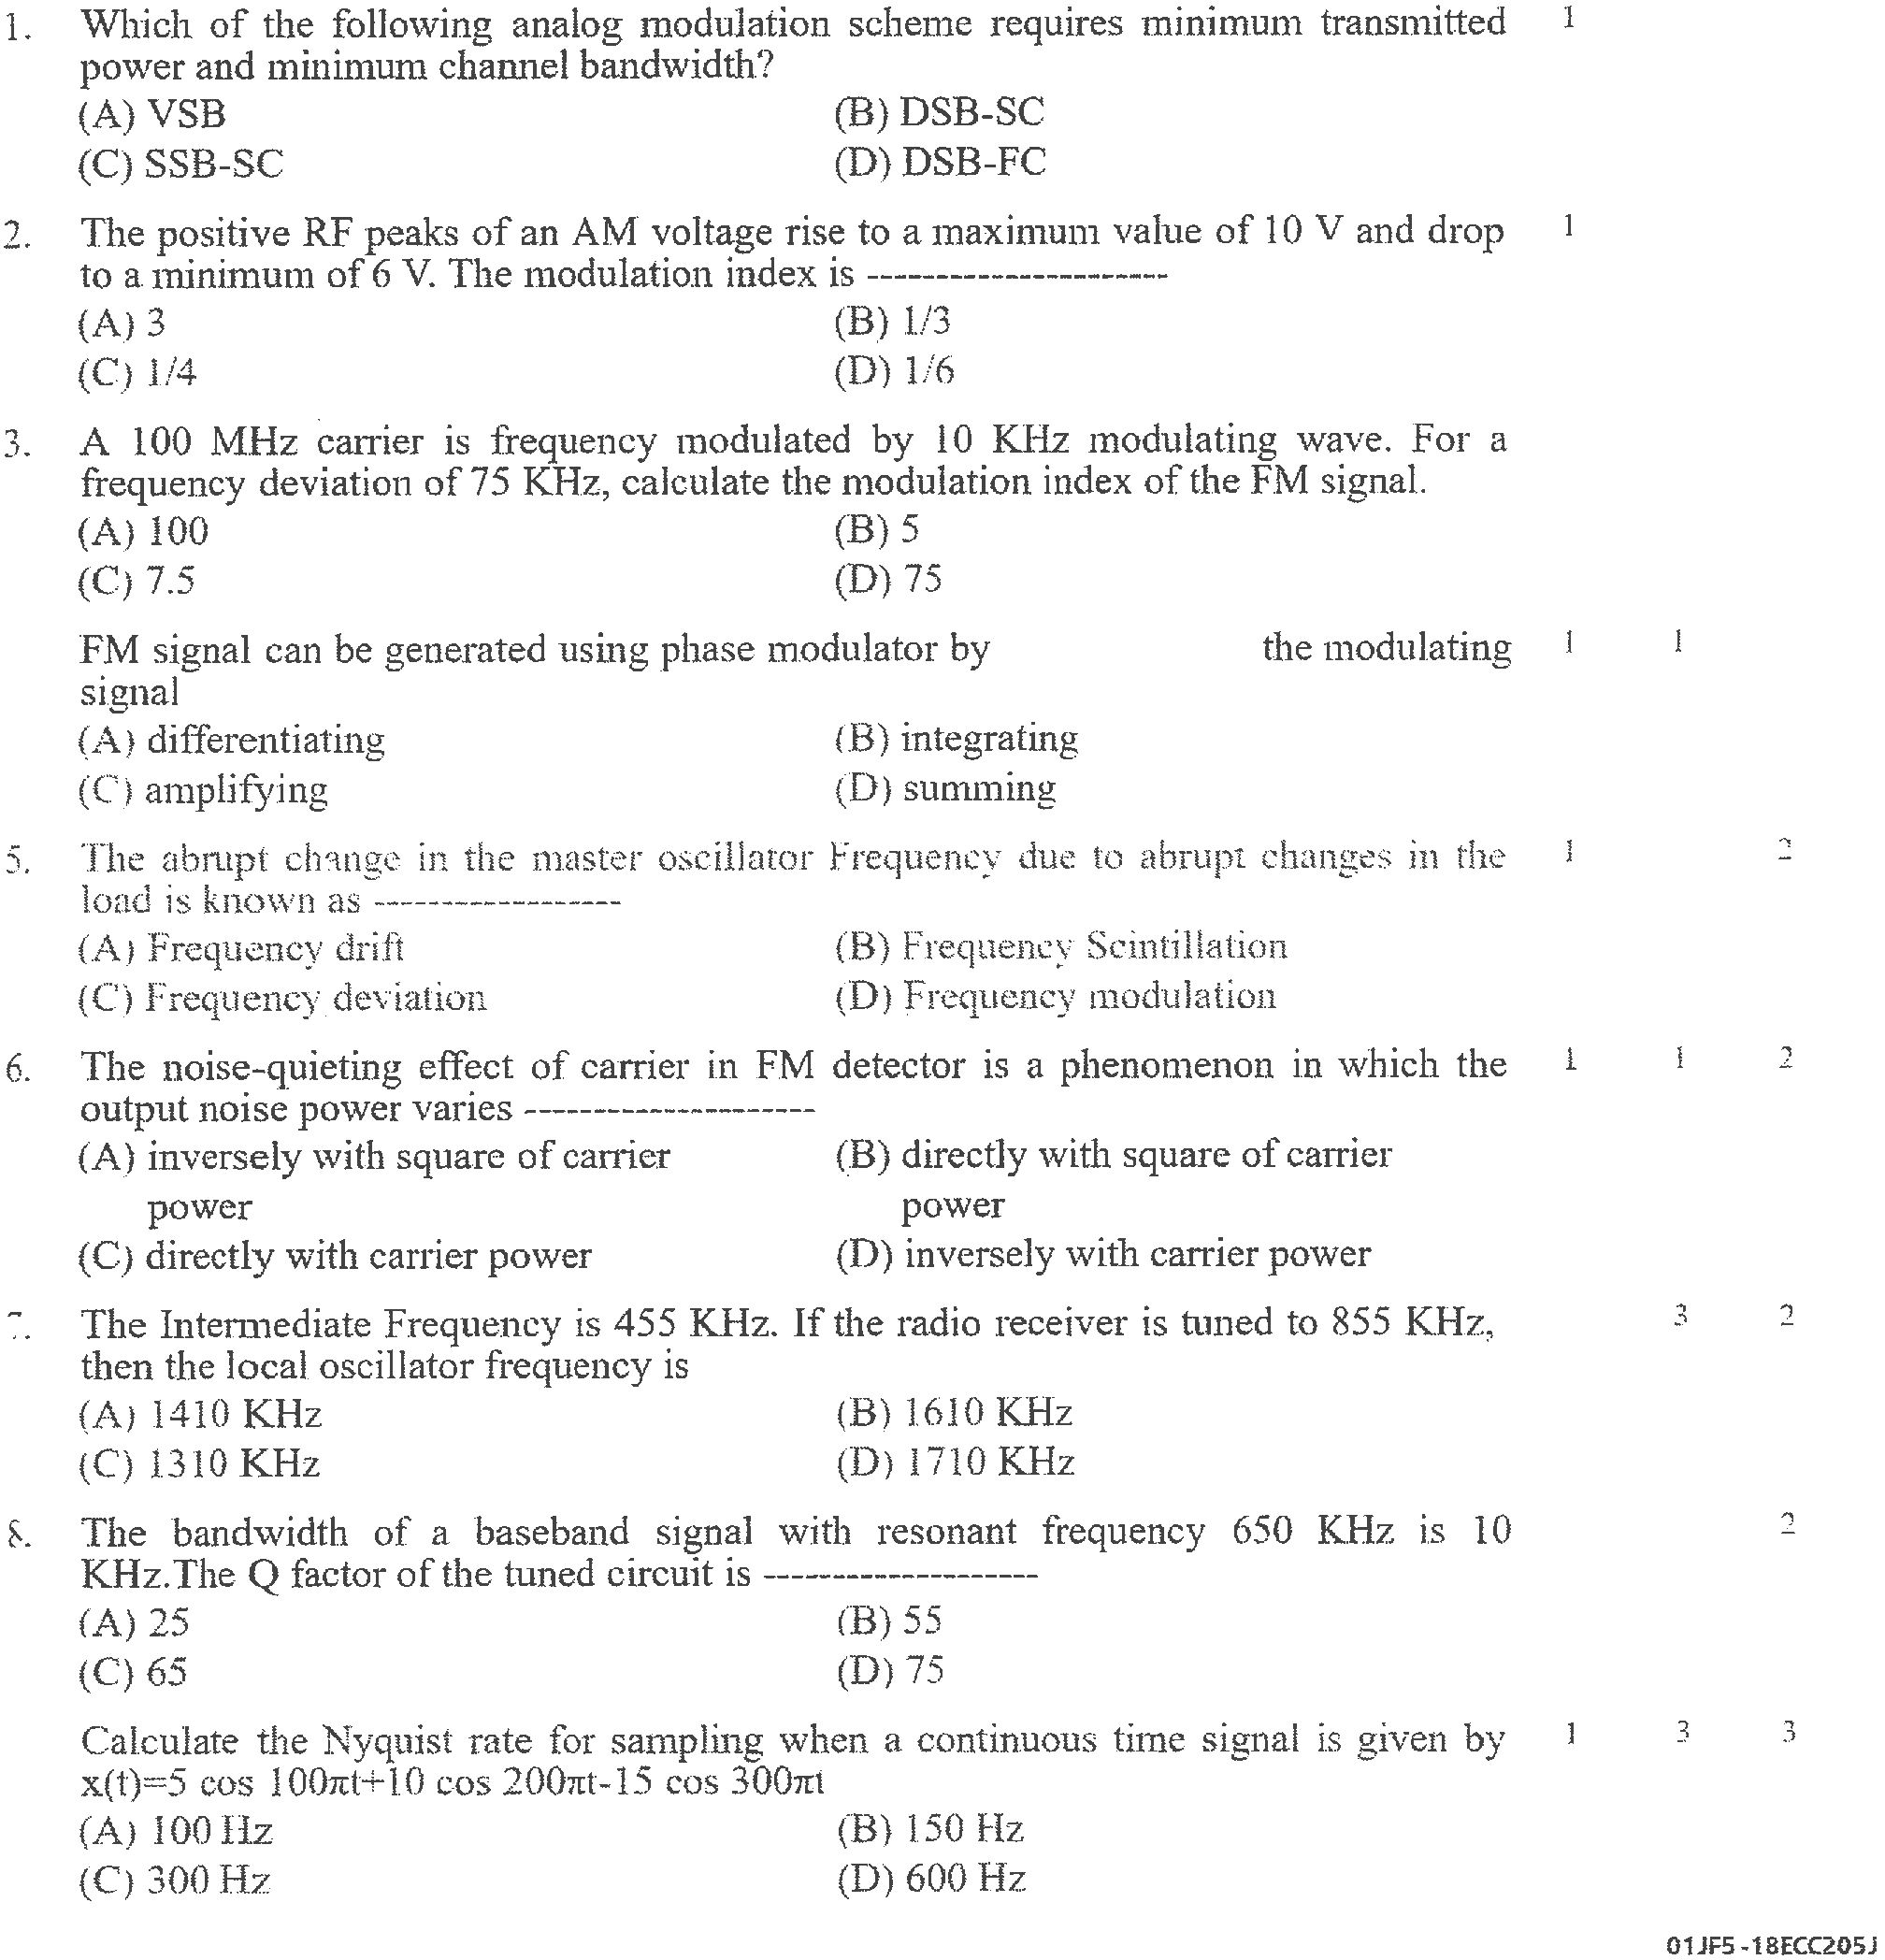 1. Which of the following analog modulation scheme requires minimum transmitted 1
power and minimum channel bandwidth?
(A) VSB (B) DSB-SC
(C) SSB-SC (D) DSB-FC
2. The positive RF peaks of an AM voltage rise to a maximum value of 10 V and drop 1
to a minimum of 6 V. The modulation index is ----------------------
(A) 3 (B) 1/3
(C) 1/4 (D) 1/6
3. A 100 MHz carrier is frequency modulated by 10 KHz modulating wave. For a
frequency deviation of 75 KHz, calculate the modulation index of the FM signal.
(A) 100 (B) 5
(C) 7.5 (D) 75
FM signal can be generated using phase modulator by the modulating 1 1
signal
(A) differentiating (B) integrating
(C) amplifying (D) summing
5. The abrupt change in the master oscillator Frequency due to abrupt changes in the 1 2
load is known as ------------------
(A) Frequency drift (B) Frequency Scintillation
(C) Frequency deviation (D) Frequency modulation
6. The noise-quieting effect of carrier in FM detector is a phenomenon in which the 1 1 2
output noise power varies ---------------------
(A) inversely with square of carrier (B) directly with square of carrier
power power
(C) directly with carrier power (D) inversely with carrier power
7. The Intermediate Frequency is 455 KHz. If the radio receiver is tuned to 855 KHz, 3 2
then the local oscillator frequency is
(A) 1410 KHz (B) 1610 KHz
(C) 1310 KHz (D) 1710 KHz
8. The bandwidth of a baseband signal with resonant frequency 650 KHz is 10 2
KHz.The Q factor of the tuned circuit is --------------------
(A) 25 (B) 55
(C) 65 (D) 75
Calculate the Nyquist rate for sampling when a continuous time signal is given by 1 3 3
x(t)=5 cos 100πt+10 cos 200πt-15 cos 300πt
(A) 100 Hz (B) 150 Hz
(C) 300 Hz (D) 600 Hz
01JF5-18ECC205J